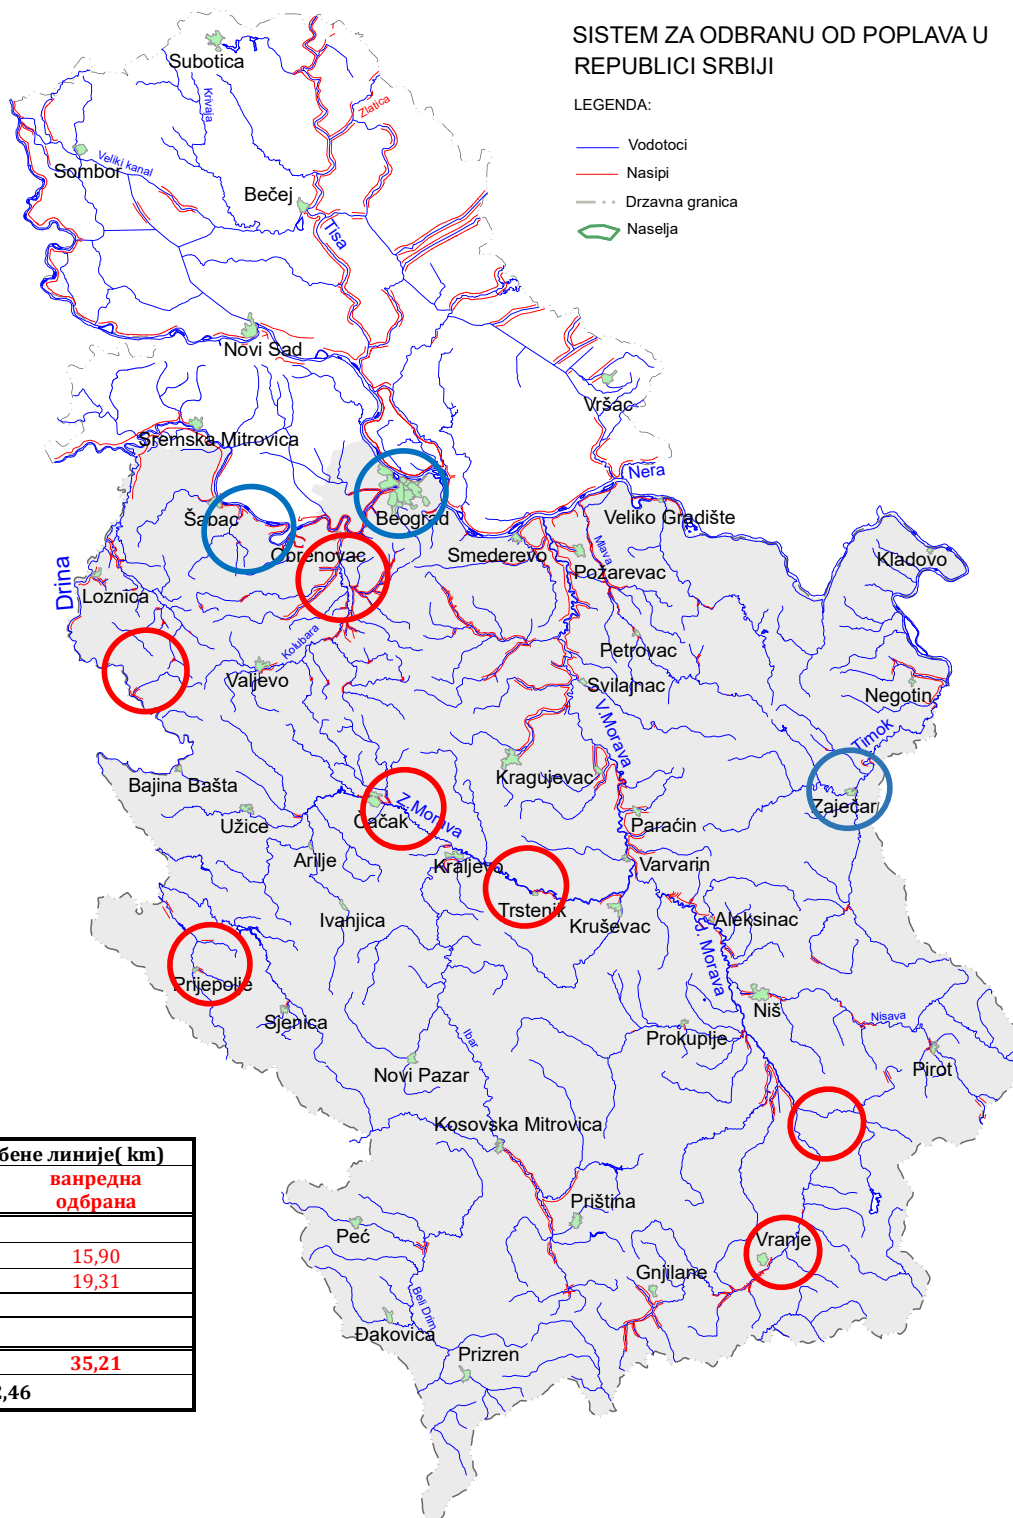 SISTEM ZA ODBRANU OD POPLAVA U
REPUBLICI SRBIJI
LEGENDA:
Vodotoci
Nasipi
Drzavna granica
Naselja
Subotica
Krivaja
Zlatica
Sombor
Veliki kanal
Bečej
Tisa
Novi Sad
Vršac
Sremska Mitrovica
Nera
Šabac
Beograd
Veliko Gradište
Obrenovac
Smederevo
Mlava
Požarevac
Kladovo
Drina
Loznica
Kolubara
Petrovac
Valjevo
Svilajnac
Negotin
V.Morava
Timok
Bajina Bašta
Kragujevac
Zaječar
Užice
Čačak
Z.Morava
Paraćin
Arilje
Kraljevo
Varvarin
Ivanjica
Trstenik
Kruševac
Aleksinac
J. Morava
Prijepolje
Sjenica
Niš
Nisava
Ibar
Prokuplje
Pirot
Novi Pazar
Kosovska Mitrovica
Priština
Peć
Vranje
Gnjilane
Beli Drim
Đakovica
Prizren
бене линије( km)
ванредна
одбрана
15,90
19,31
35,21
,46